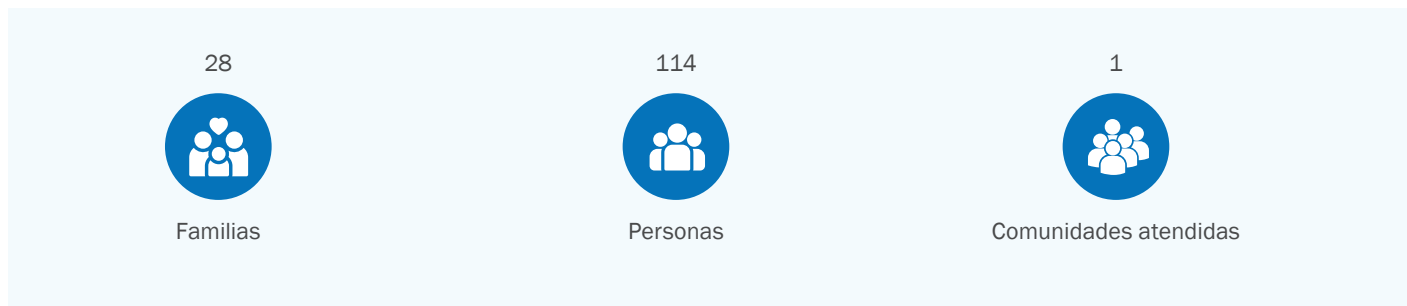 28
114
1
Familias
Personas
Comunidades atendidas